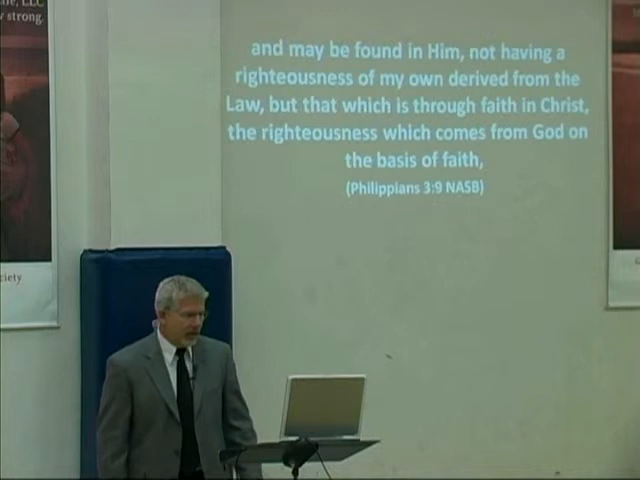 LLC
strong.
and may be found in Him, not having a
righteousness of my own derived from the
Law, but that which is through faith in Christ,
the righteousness which comes from God on
the basis of faith,
(Philippians 3:9 NASB)